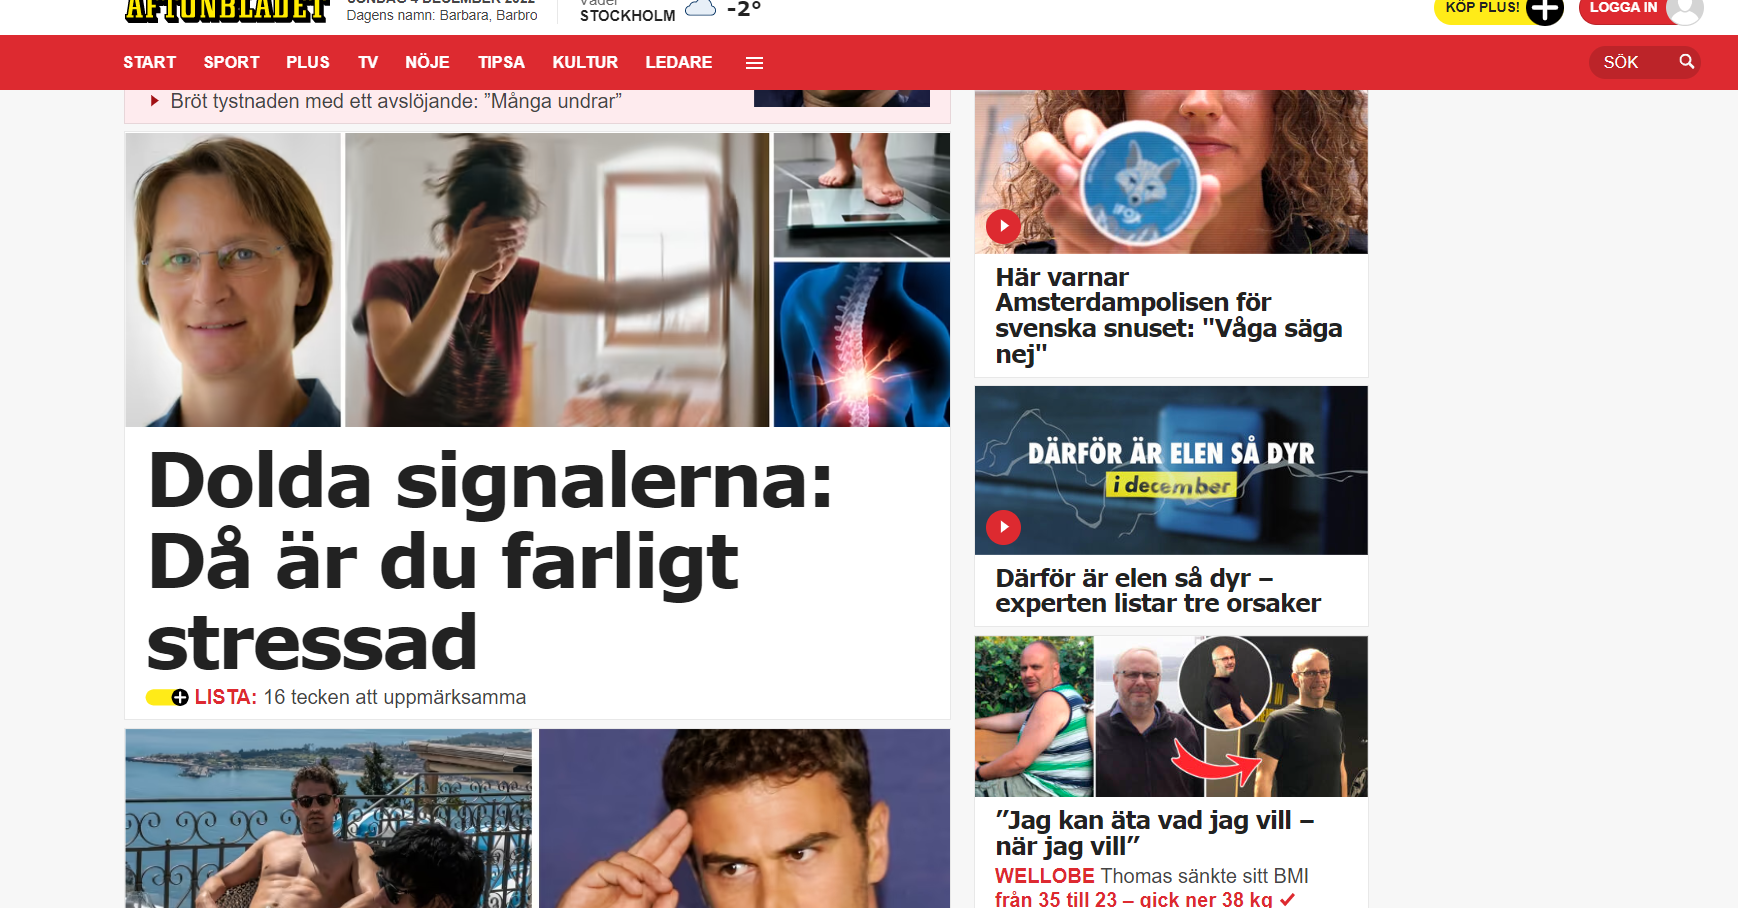 AFTONBLADET
SÖNDAG 4 DECEMBER 2022
Dagens namn: Barbara, Barbro
Väder
STOCKHOLM
-2°
KÖP PLUS!
LOGGA IN
START SPORT PLUS TV NÖJE TIPSA KULTUR LEDARE
SÖK
Bröt tystnaden med ett avslöjande: ”Många undrar”
Dolda signalerna:
Då är du farligt
stressad
LISTA: 16 tecken att uppmärksamma
FOX
Här varnar
Amsterdampolisen för
svenska snuset: "Våga säga
nej"
DÄRFÖR ÄR ELEN SÅ DYR
i december
Därför är elen så dyr –
experten listar tre orsaker
”Jag kan äta vad jag vill –
när jag vill”
WELLOBE Thomas sänkte sitt BMI
från 35 till 23 – gick ner 38 kg